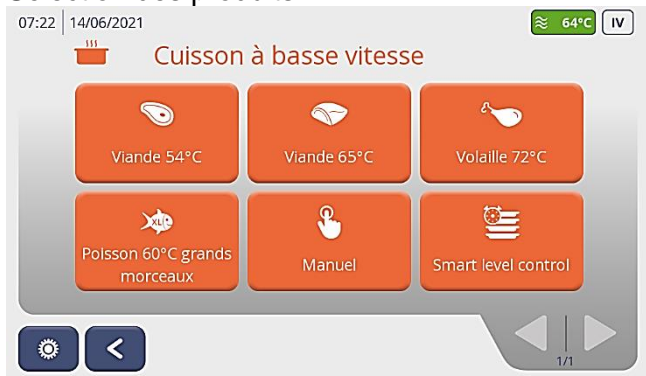 07:22 14/06/2021
64°C IV
Cuisson à basse vitesse
Viande 54°C
Viande 65°C
Volaille 72°C
XL
Poisson 60°C grands
morceaux
Manuel
Smart level control
1/1